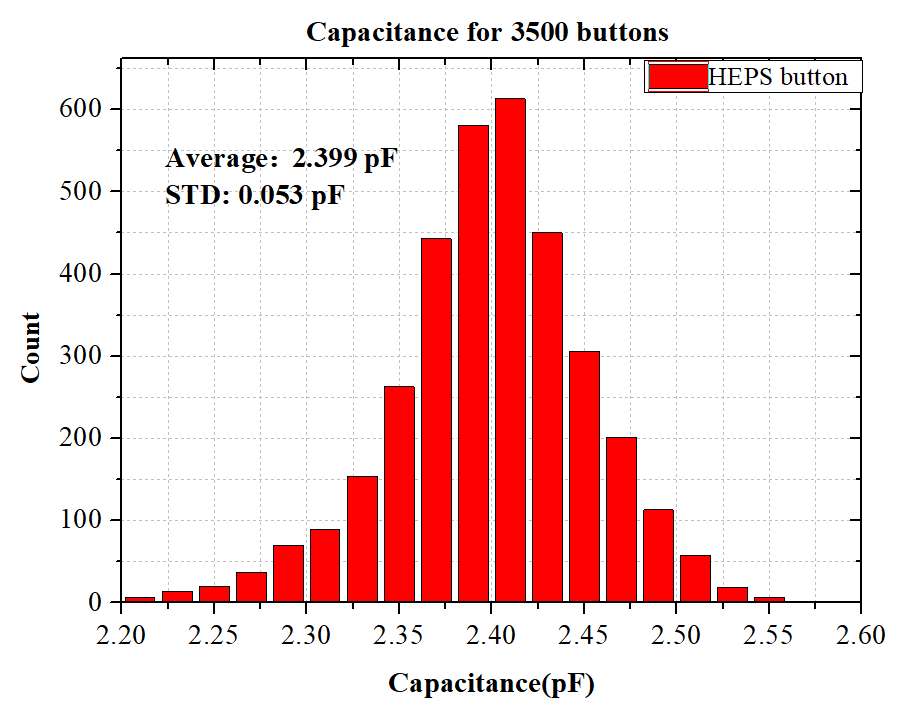 Capacitance for 3500 buttons
HEPS button
Average：2.399 pF
STD: 0.053 pF
Count
600
500
400
300
200
100
0
2.20 2.25 2.30 2.35 2.40 2.45 2.50 2.55 2.60
Capacitance(pF)